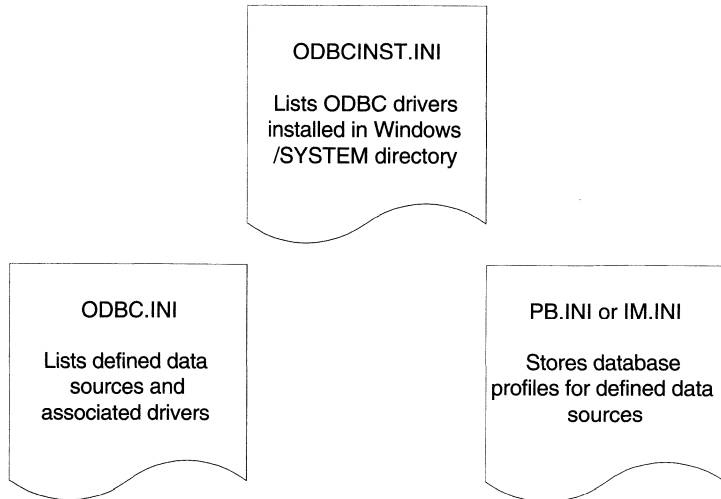 ODBCINST.INI
Lists ODBC drivers
installed in Windows
/SYSTEM directory
ODBC.INI
Lists defined data
sources and
associated drivers
PB.INI or IM.INI
Stores database
profiles for defined data
sources